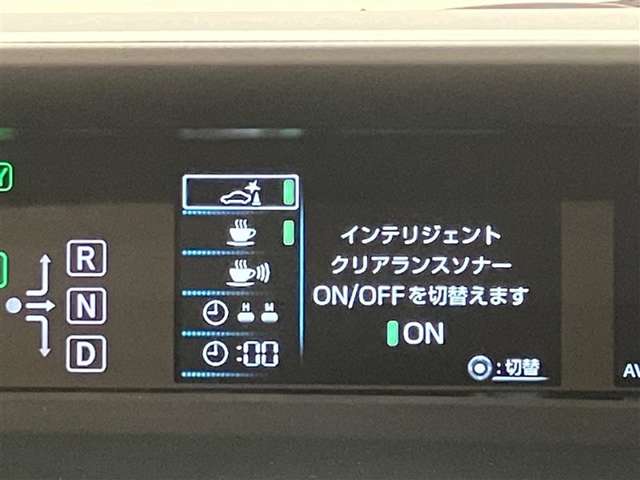 Y
R
N
D
H M
:00
インテリジェント
クリアランスソナー
ON/OFFを切替えます
ON
:切替
AV